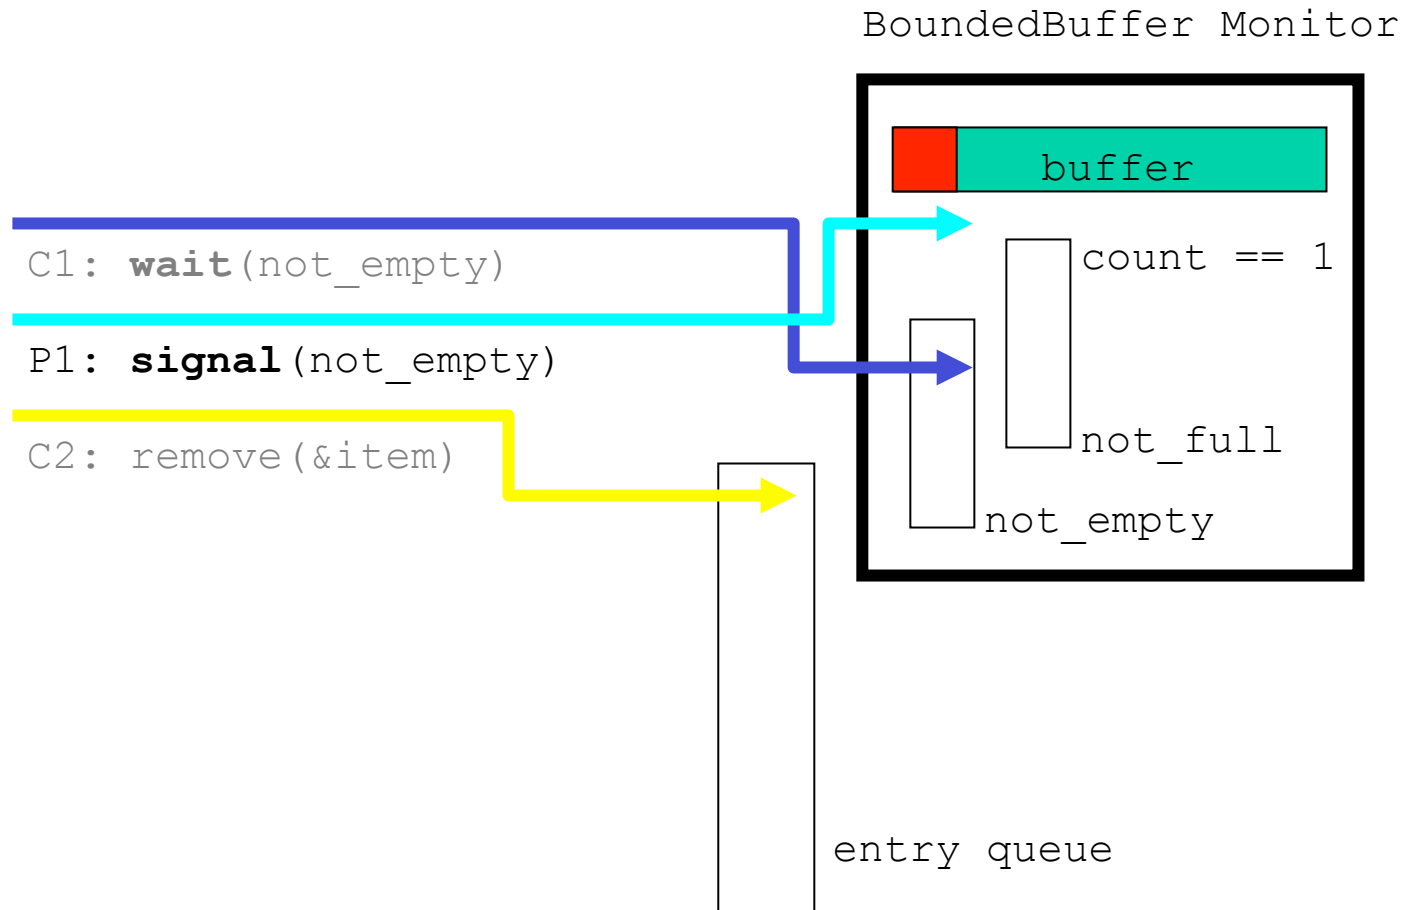 BoundedBuffer Monitor
buffer
C1: wait(not_empty)
count == 1
P1: signal(not_empty)
not_full
C2: remove(&item)
not_empty
entry queue